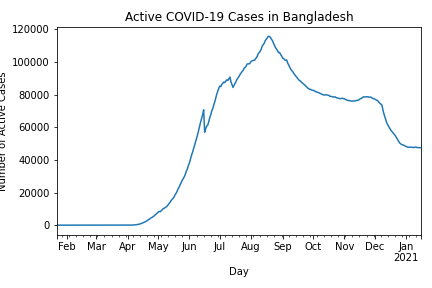 Active COVID-19 Cases in Bangladesh
120000
100000
80000
60000
40000
20000
0
Number of Active Cases
Feb Mar Apr May Jun Jul Aug Sep Oct Nov Dec Jan
2021
Day